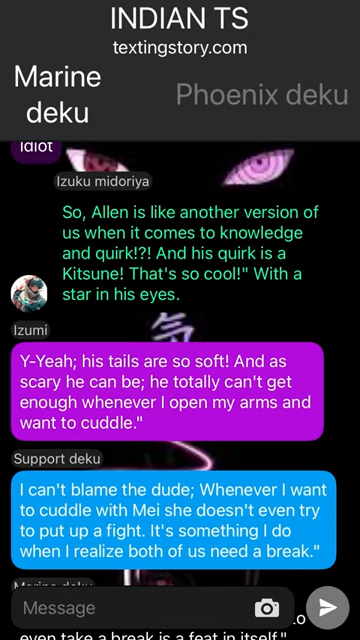 INDIAN TS
textingstory.com
Marine
deku
Phoenix deku
Idiot
Izuku midoriya
So, Allen is like another version of
us when it comes to knowledge
and quirk!?! And his quirk is a
Kitsune! That's so cool!" With a
star in his eyes.
Izumi
Y-Yeah; his tails are so soft! And as
scary he can be; he totally can't get
enough whenever I open my arms and
want to cuddle."
Support deku
I can't blame the dude; Whenever I want
to cuddle with Mei she doesn't even try
to put up a fight. It's something I do
when I realize both of us need a break."
Marine deku
Message
to
even take a break is a feat in itself."